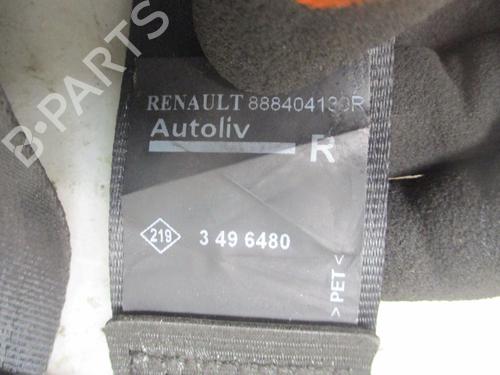 B-PARTS
RENAULT 888404130R
Autoliv
R
219
3 49 6480
>PET<